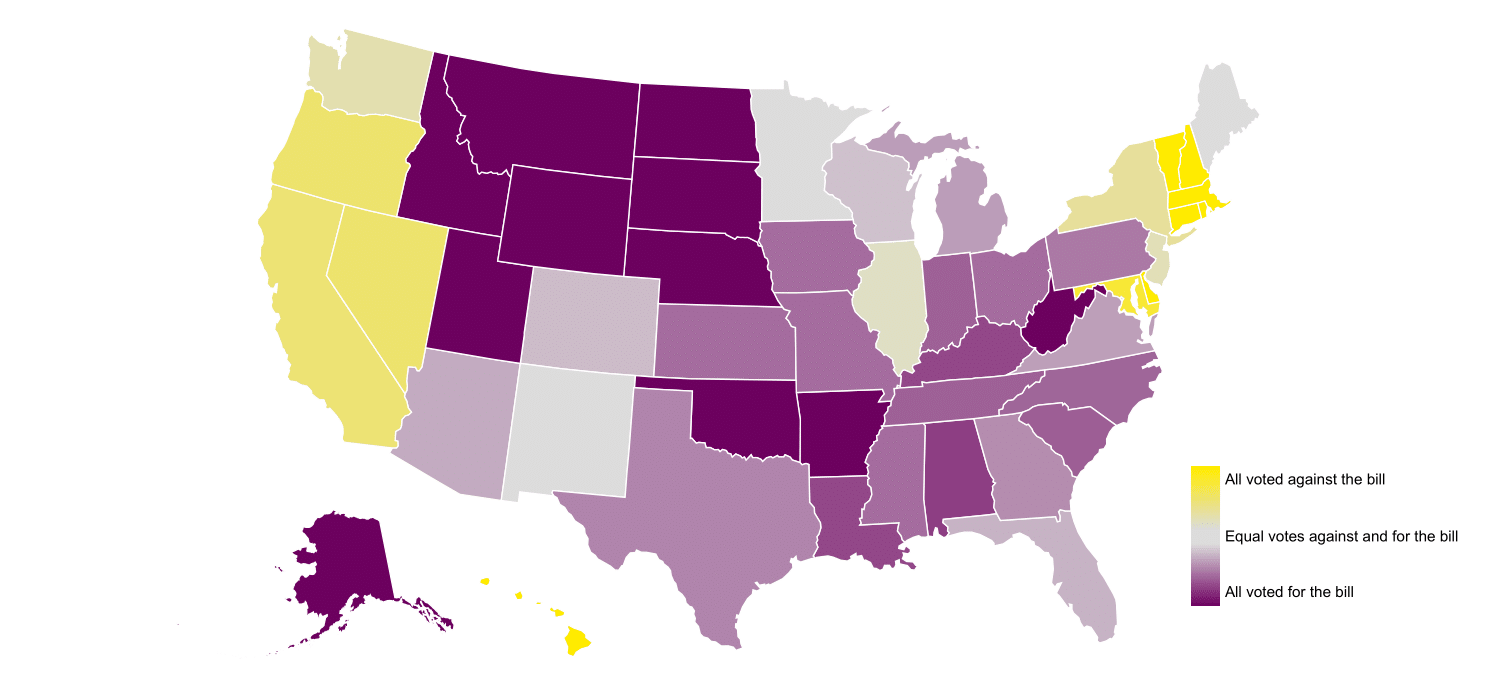 All voted against the bill
Equal votes against and for the bill
All voted for the bill